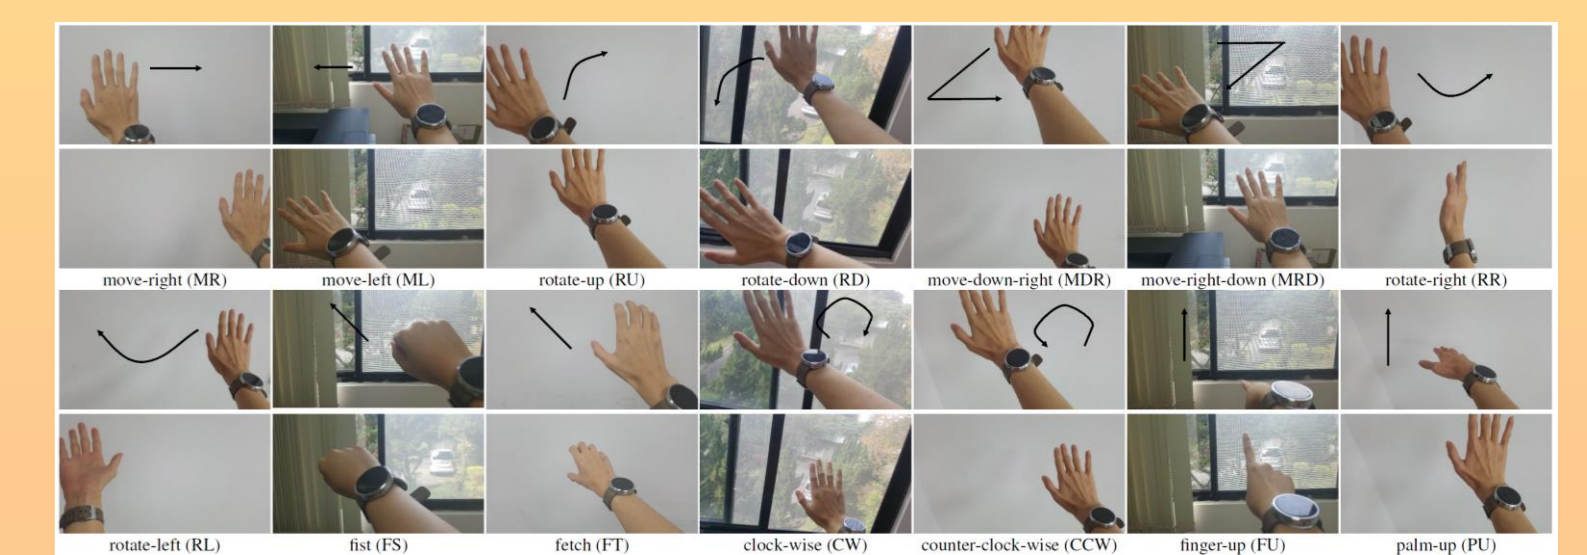 move-right (MR) move-left (ML) rotate-up (RU) rotate-down (RD) move-down-right (MDR) move-right-down (MRD) rotate-right (RR)
rotate-left (RL) fist (FS) fetch (FT) clock-wise (CW) counter-clock-wise (CCW) finger-up (FU) palm-up (PU)